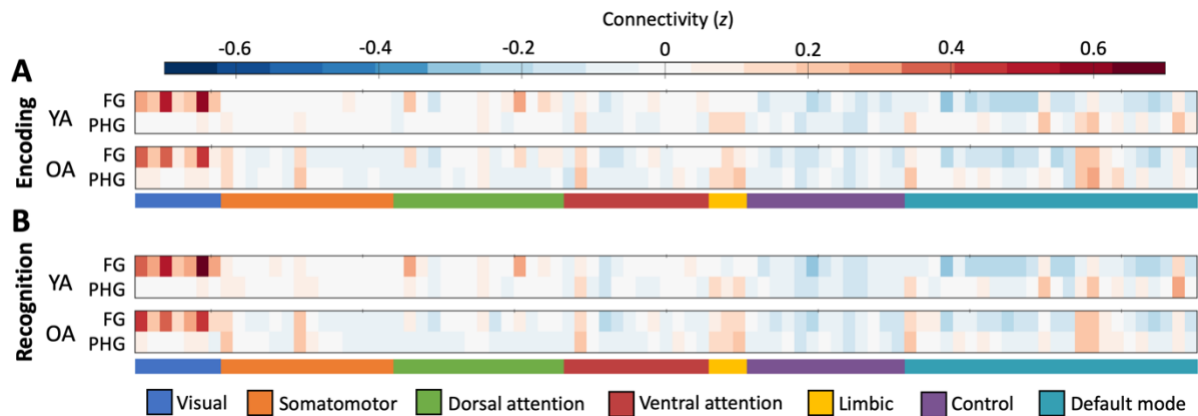 Connectivity (z)
-0.6 -0.4 -0.2 0 0.2 0.4 0.6
A
Encoding
YA
FG
PHG
OA
FG
PHG
B
Recognition
YA
FG
PHG
OA
FG
PHG
Visual Somatomotor Dorsal attention Ventral attention Limbic Control Default mode